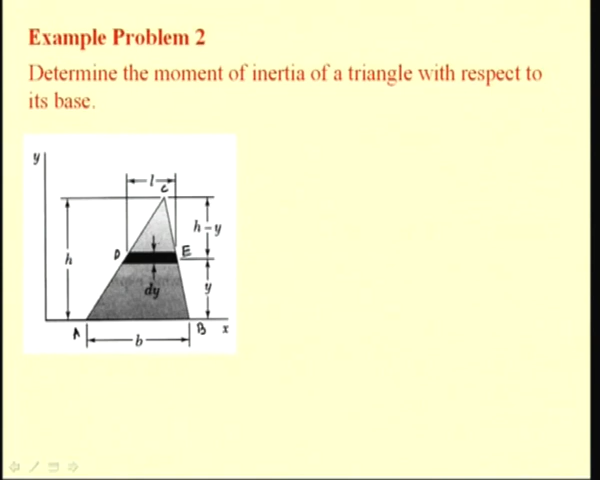 Example Problem 2
Determine the moment of inertia of a triangle with respect to
its base.
y
l
C
h-y
h
D
E
dy
y
A
b
B
x